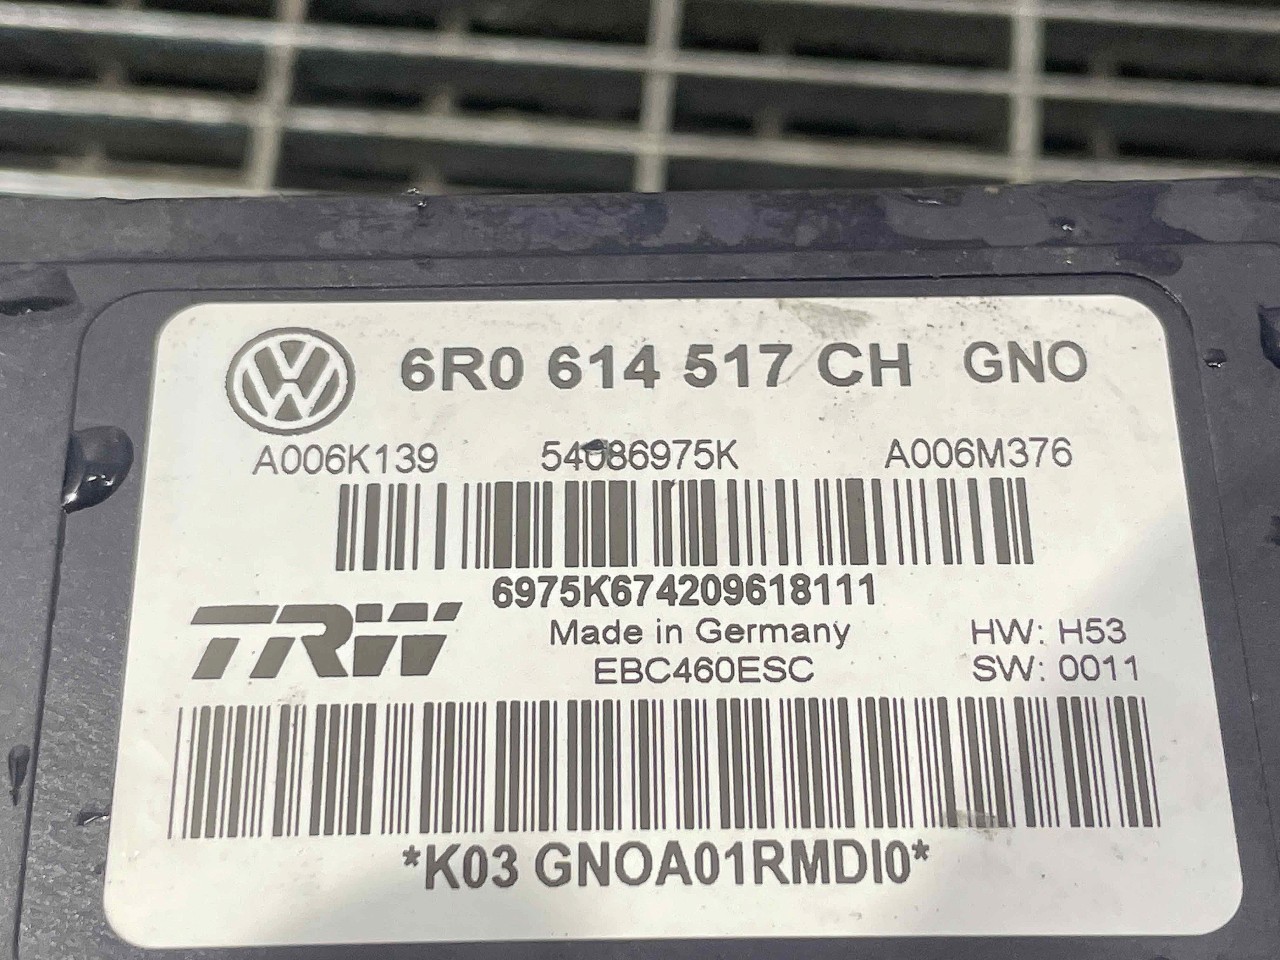 6R0 614 517 CH GNO
A006K139 54086975K A006M376
6975K674209618111
TRW
Made in Germany HW: H53
EBC460ESC SW: 0011
*K03 GNOA01RMDI0*